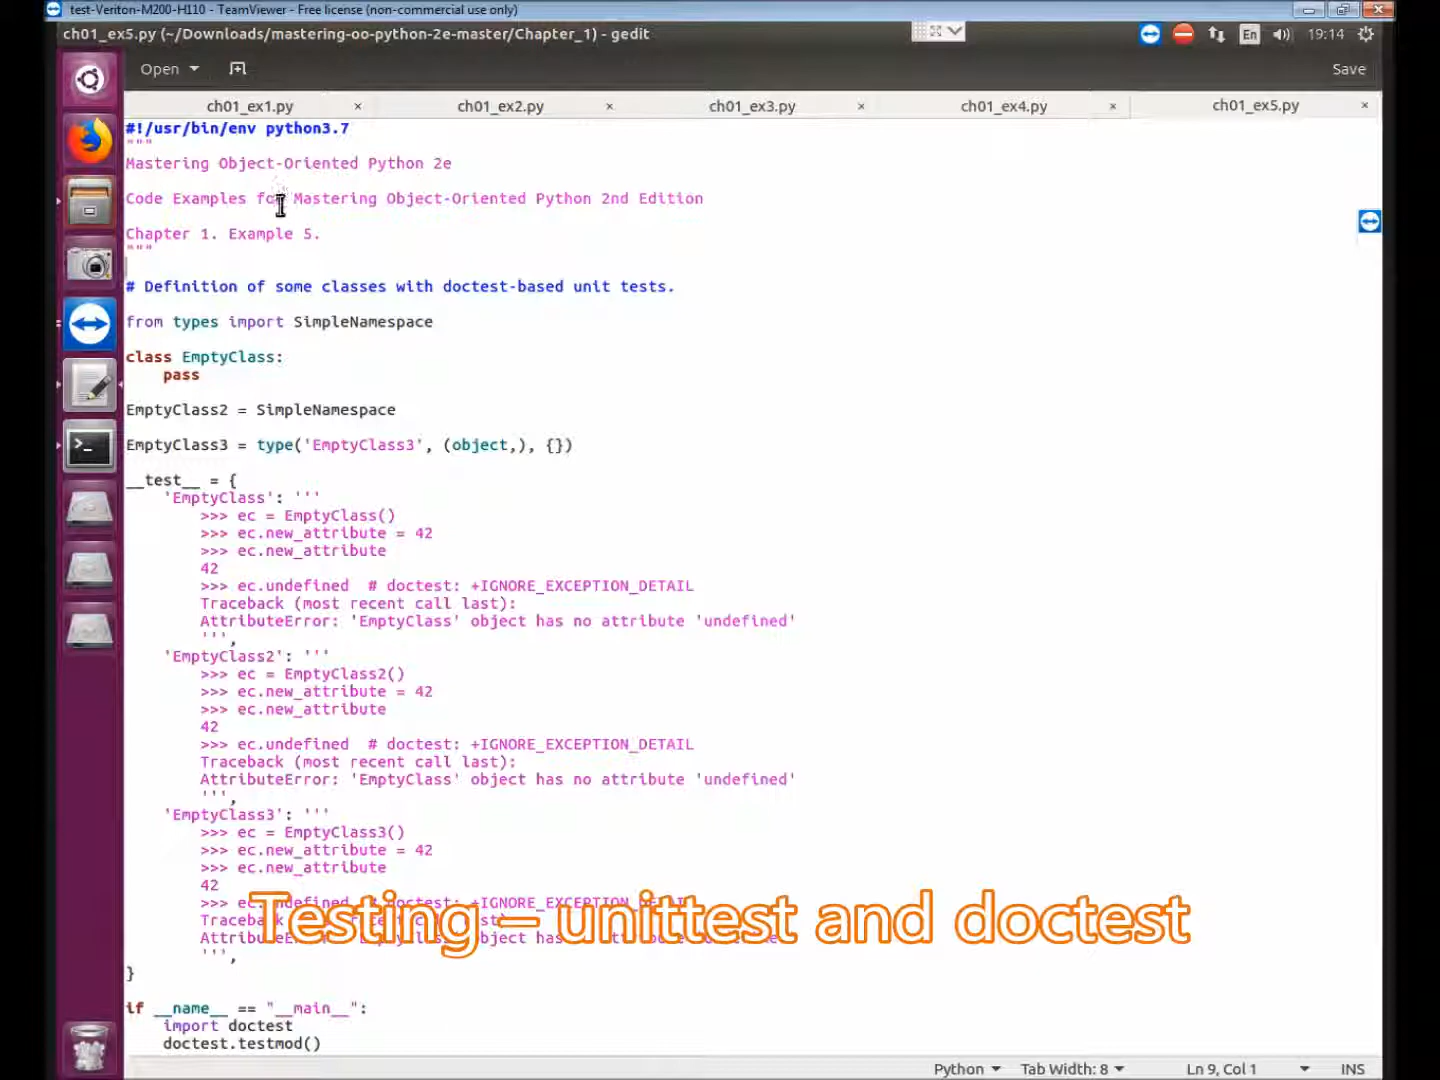 test-Veriton-M200-H110 - TeamViewer - Free license (non-commercial use only)
ch01_ex5.py (~/Downloads/mastering-oo-python-2e-master/Chapter_1) - gedit
En
19:14
Open
Save
ch01_ex1.py ×
ch01_ex2.py ×
ch01_ex3.py ×
ch01_ex4.py ×
ch01_ex5.py ×
#!/usr/bin/env python3.7
"""
Mastering Object-Oriented Python 2e
Code Examples for Mastering Object-Oriented Python 2nd Edition
Chapter 1. Example 5.
"""
# Definition of some classes with doctest-based unit tests.
from types import SimpleNamespace
class EmptyClass:
    pass
EmptyClass2 = SimpleNamespace
EmptyClass3 = type('EmptyClass3', (object,), {})
__test__ = {
    'EmptyClass': '''
        >>> ec = EmptyClass()
        >>> ec.new_attribute = 42
        >>> ec.new_attribute
        42
        >>> ec.undefined  # doctest: +IGNORE_EXCEPTION_DETAIL
        Traceback (most recent call last):
        AttributeError: 'EmptyClass' object has no attribute 'undefined'
        ''',
    'EmptyClass2': '''
        >>> ec = EmptyClass2()
        >>> ec.new_attribute = 42
        >>> ec.new_attribute
        42
        >>> ec.undefined  # doctest: +IGNORE_EXCEPTION_DETAIL
        Traceback (most recent call last):
        AttributeError: 'EmptyClass' object has no attribute 'undefined'
        ''',
    'EmptyClass3': '''
        >>> ec = EmptyClass3()
        >>> ec.new_attribute = 42
        >>> ec.new_attribute
        42
        >>> ec.
Testing – unittest and doctest
        object has
        ''',
}
if __name__ == "__main__":
    import doctest
    doctest.testmod()
Python
Tab Width: 8
Ln 9, Col 1
INS